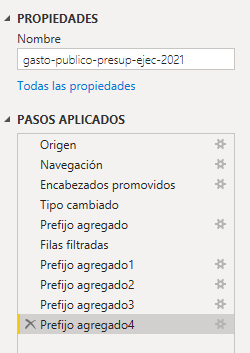 PROPIEDADES
Nombre
gasto-publico-presup-ejec-2021
Todas las propiedades
PASOS APLICADOS
Origen
Navegación
Encabezados promovidos
Tipo cambiado
Prefijo agregado
Filas filtradas
Prefijo agregado1
Prefijo agregado2
Prefijo agregado3
Prefijo agregado4